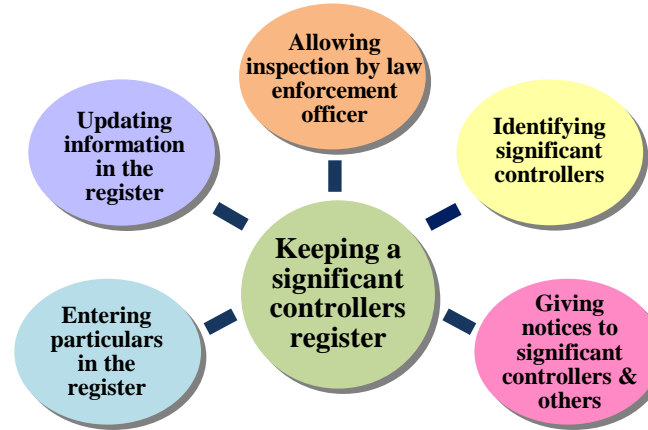 Allowing
inspection by law
enforcement
officer
Updating
information
in the
register
Identifying
significant
controllers
Keeping a
significant
controllers
register
Entering
particulars
in the
register
Giving
notices to
significant
controllers &
others